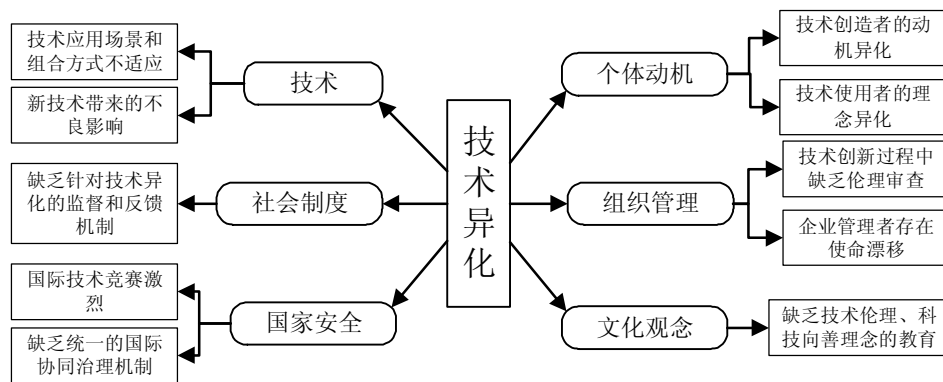 技术应用场景和
组合方式不适应
新技术带来的不
良影响
技术
缺乏针对技术异
化的监督和反馈
机制
社会制度
国际技术竞赛激
烈
缺乏统一的国际
协同治理机制
国家安全
技术异化
个体动机
技术创造者的动
机异化
技术使用者的理
念异化
组织管理
技术创新过程中
缺乏伦理审查
企业管理者存在
使命漂移
文化观念
缺乏技术伦理、科
技向善理念的教育